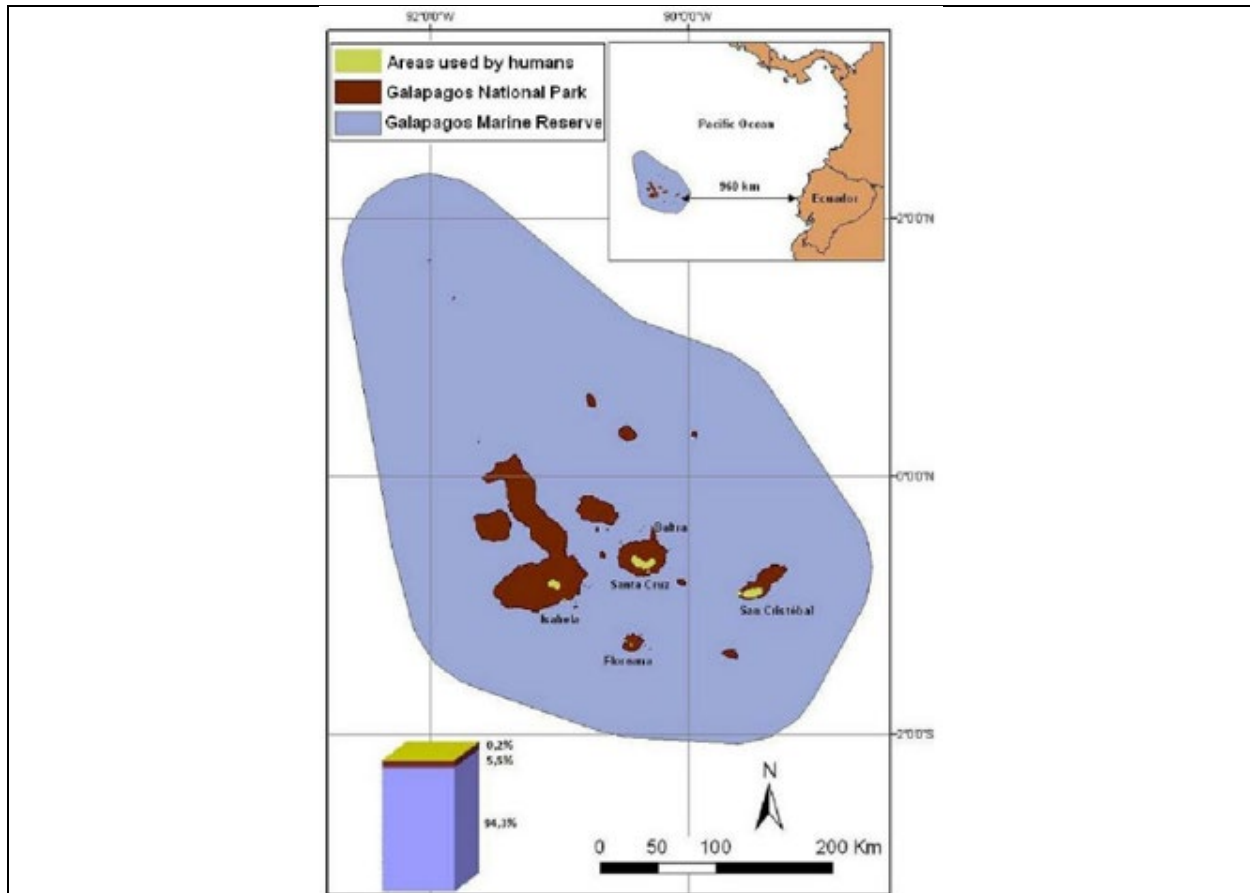 92°0'0"W
90°0'0"W
Areas used by humans
Galapagos National Park
Galapagos Marine Reserve
Pacific Ocean
960 km
Ecuador
2°0'0"N
0°0'0"N
Baltra
Santa Cruz
San Cristóbal
Isabela
Floreana
2°0'0"S
0,2%
5,5%
94,3%
N
0 50 100 200 Km